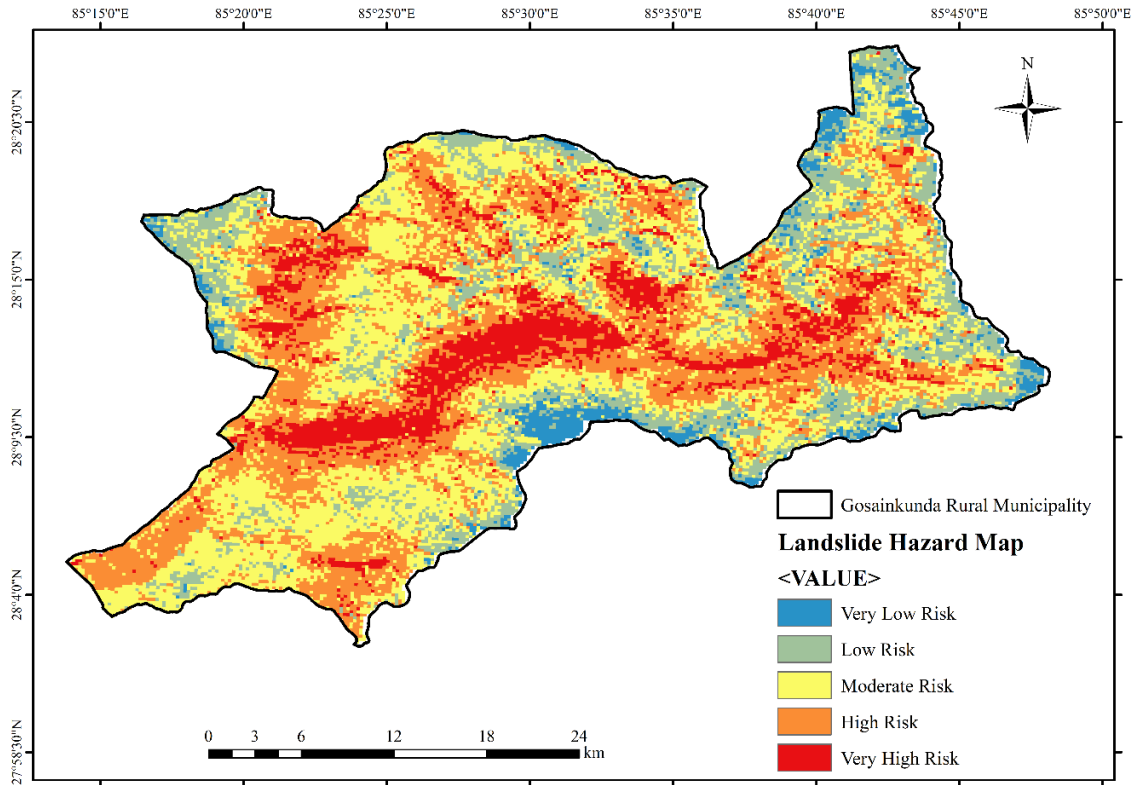 85°15'0"E 85°20'0"E 85°25'0"E 85°30'0"E 85°35'0"E 85°40'0"E 85°45'0"E 85°50'0"E
N
28°20'30"N
28°15'0"N
28°9'30"N
28°4'0"N
27°58'30"N
Gosainkunda Rural Municipality
Landslide Hazard Map
<VALUE>
Very Low Risk
Low Risk
Moderate Risk
High Risk
Very High Risk
0 3 6 12 18 24
km